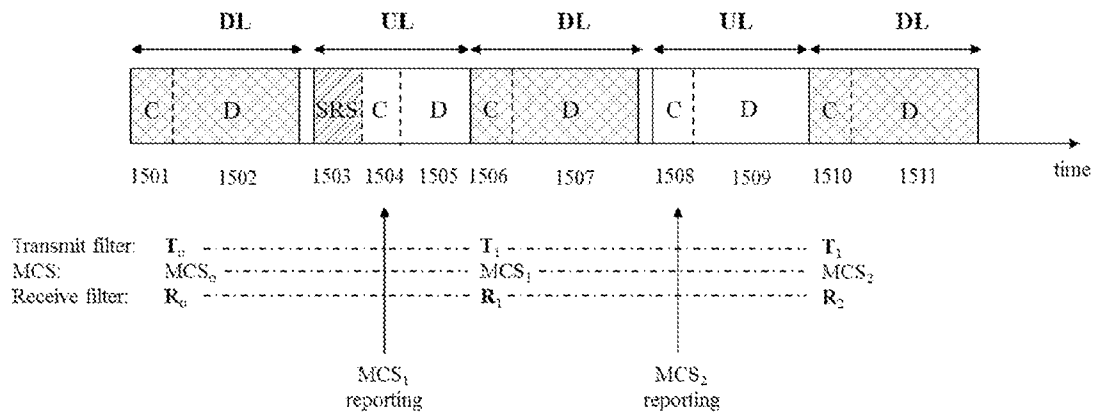 DL UL DL UL DL
C D SRS C D C D C D C D
1501 1502 1503 1504 1505 1506 1507 1508 1509 1510 1511 time
Transmit filter: T₀ T₁ T₁
MCS: MCS₀ MCS₁ MCS₂
Receive filter: R₀ R₁ R₂
MCS₁ MCS₂
reporting reporting